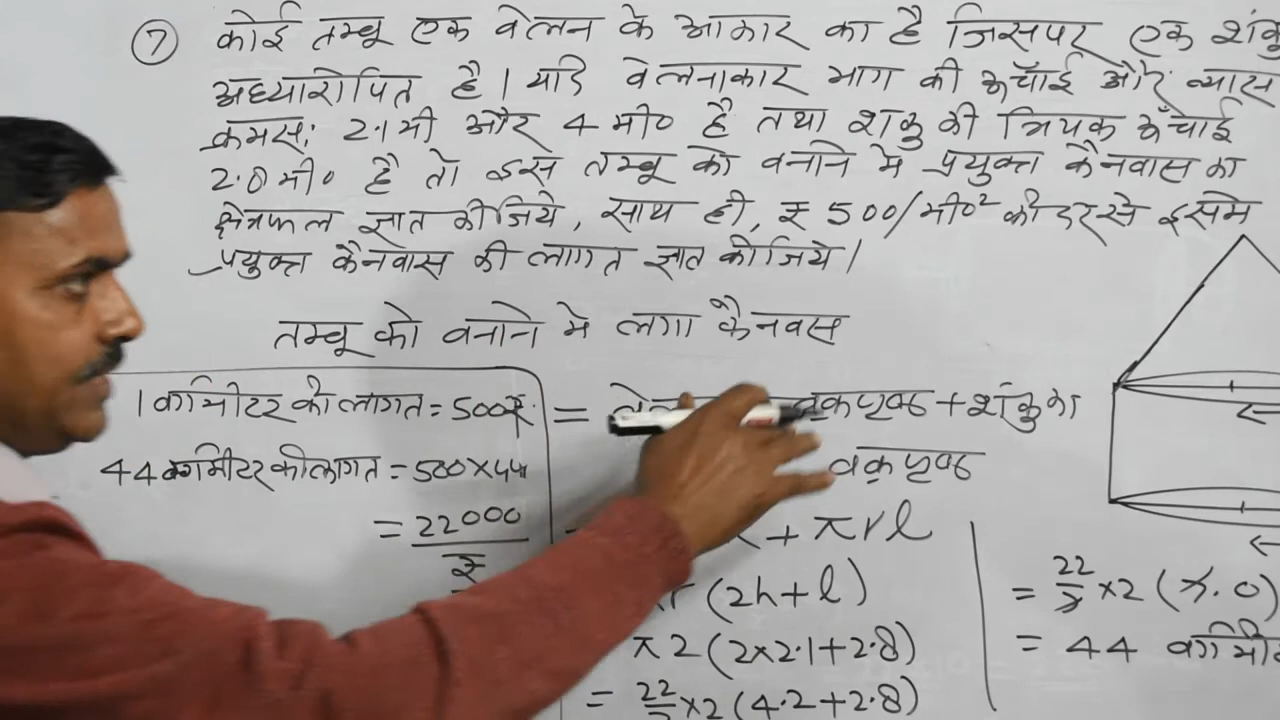 7 कोई तम्बू एक बेलन के आकार का है जिसपर एक शंकु
अध्यारोपित है। यदि बेलनाकार भाग की ऊँचाई और व्यास
क्रमस: 2.1मी और 4 मी० है तथा शंकु की त्रियक ऊँचाई
2.8मी० है तो इस तम्बू को बनाने मे प्रयुक्त कैनवास का
क्षेत्रफल ज्ञात कीजिये, साथ ही, ₹ 500/मी०² की दर से इसमे
प्रयुक्त कैनवास की लागत ज्ञात कीजिये।
तम्बू को बनाने मे लगा कैनवस
= वक्रपृष्ठ + शंकु का
वक्रपृष्ठ
+ πrl
(2h+l)
π2(2×2.1+2.8)
= 22/7 ×2 (4.2+2.8)
= 22/7 ×2 (7.0)
= 44 वर्गमी
1 वर्गमीटर की लागत = 500₹
44 वर्गमीटर की लागत = 500×44
= 22000
₹